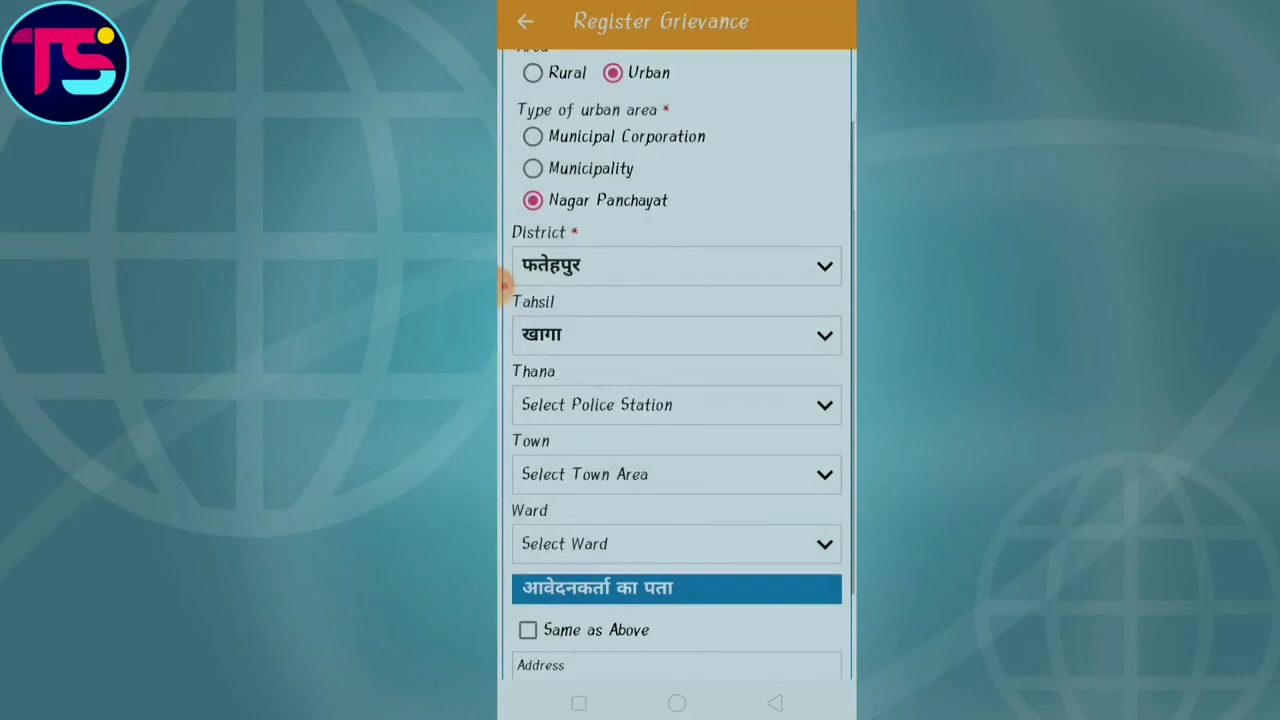 TS
Register Grievance
Area
Rural Urban
Type of urban area *
Municipal Corporation
Municipality
Nagar Panchayat
District *
फतेहपुर
Tahsil
खागा
Thana
Select Police Station
Town
Select Town Area
Ward
Select Ward
आवेदनकर्ता का पता
Same as Above
Address